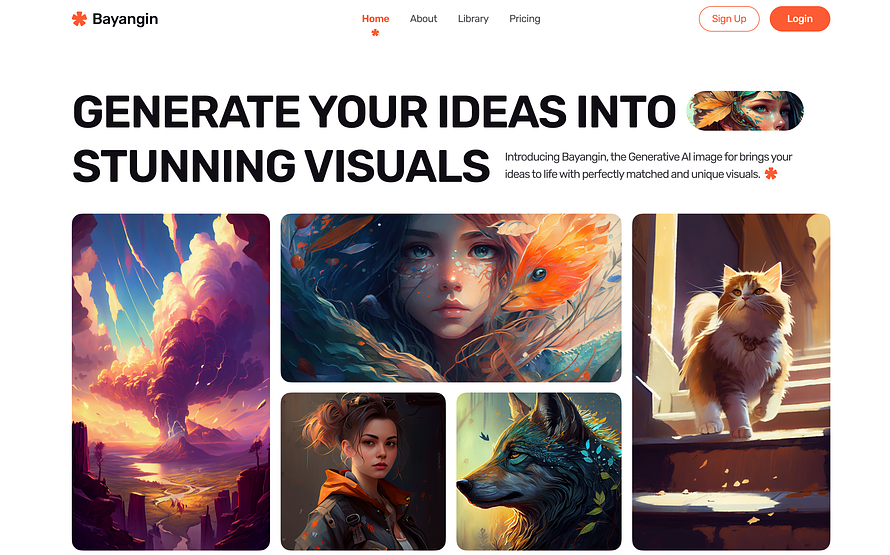 Bayangin
Home
About
Library
Pricing
Sign Up
Login
GENERATE YOUR IDEAS INTO
STUNNING VISUALS
Introducing Bayangin, the Generative AI image for brings your
ideas to life with perfectly matched and unique visuals.